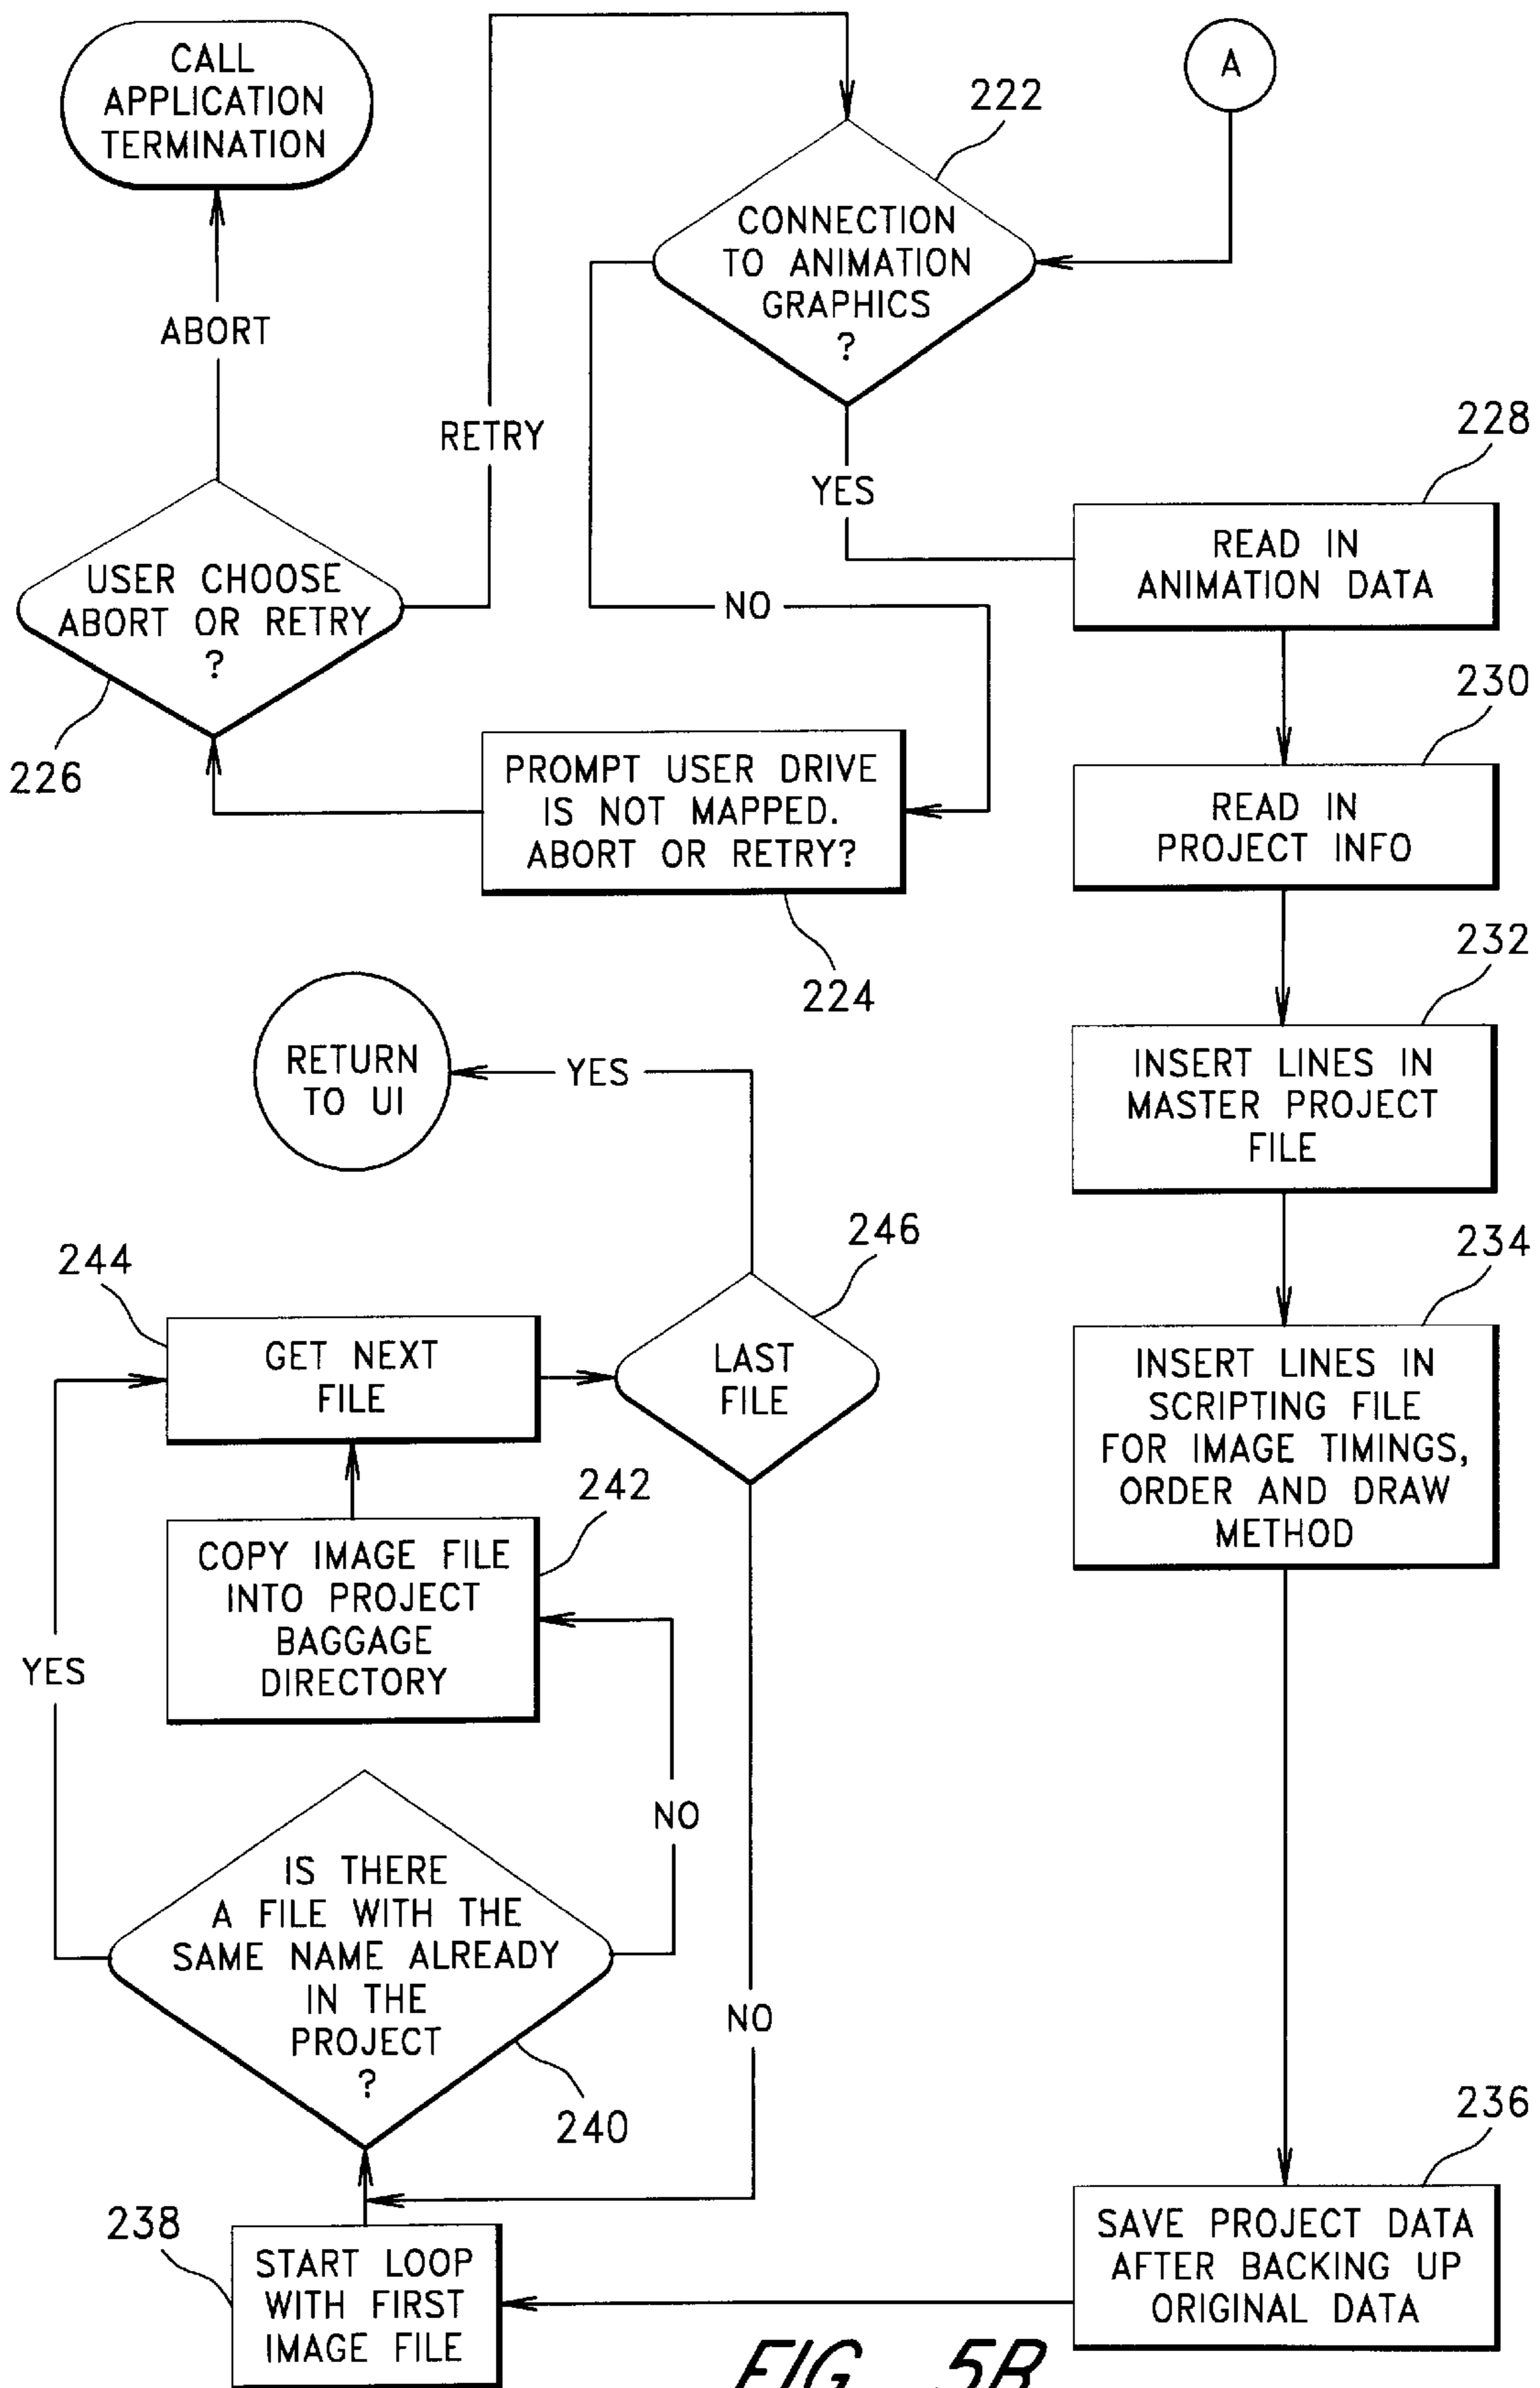 CALL
APPLICATION
TERMINATION
A
222
CONNECTION
TO ANIMATION
GRAPHICS
?
ABORT
RETRY
YES
228
READ IN
ANIMATION DATA
USER CHOOSE
ABORT OR RETRY
?
NO
226
230
PROMPT USER DRIVE
IS NOT MAPPED.
ABORT OR RETRY?
224
READ IN
PROJECT INFO
232
INSERT LINES IN
MASTER PROJECT
FILE
RETURN
TO UI
YES
246
234
244
GET NEXT
FILE
LAST
FILE
INSERT LINES IN
SCRIPTING FILE
FOR IMAGE TIMINGS,
ORDER AND DRAW
METHOD
242
COPY IMAGE FILE
INTO PROJECT
BAGGAGE
DIRECTORY
YES
NO
IS THERE
A FILE WITH THE
SAME NAME ALREADY
IN THE
PROJECT
?
NO
240
236
238
START LOOP
WITH FIRST
IMAGE FILE
SAVE PROJECT DATA
AFTER BACKING UP
ORIGINAL DATA
FIG. 5B